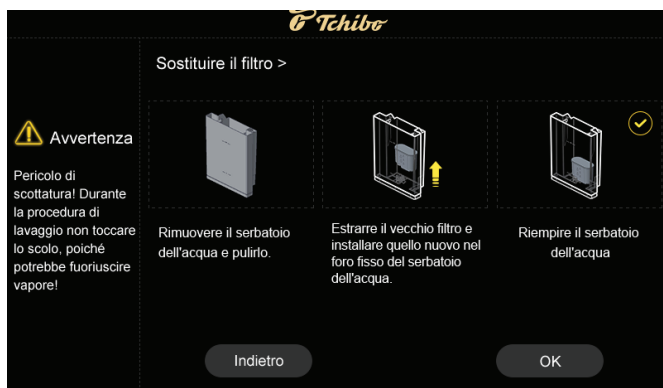 Tchibo
Sostituire il filtro >
Avvertenza
Pericolo di
scottatura! Durante
la procedura di
lavaggio non toccare
lo scolo, poiché
potrebbe fuoriuscire
vapore!
Rimuovere il serbatoio
dell'acqua e pulirlo.
Estrarre il vecchio filtro e
installare quello nuovo nel
foro fisso del serbatoio
dell'acqua.
Riempire il serbatoio
dell'acqua
Indietro
OK